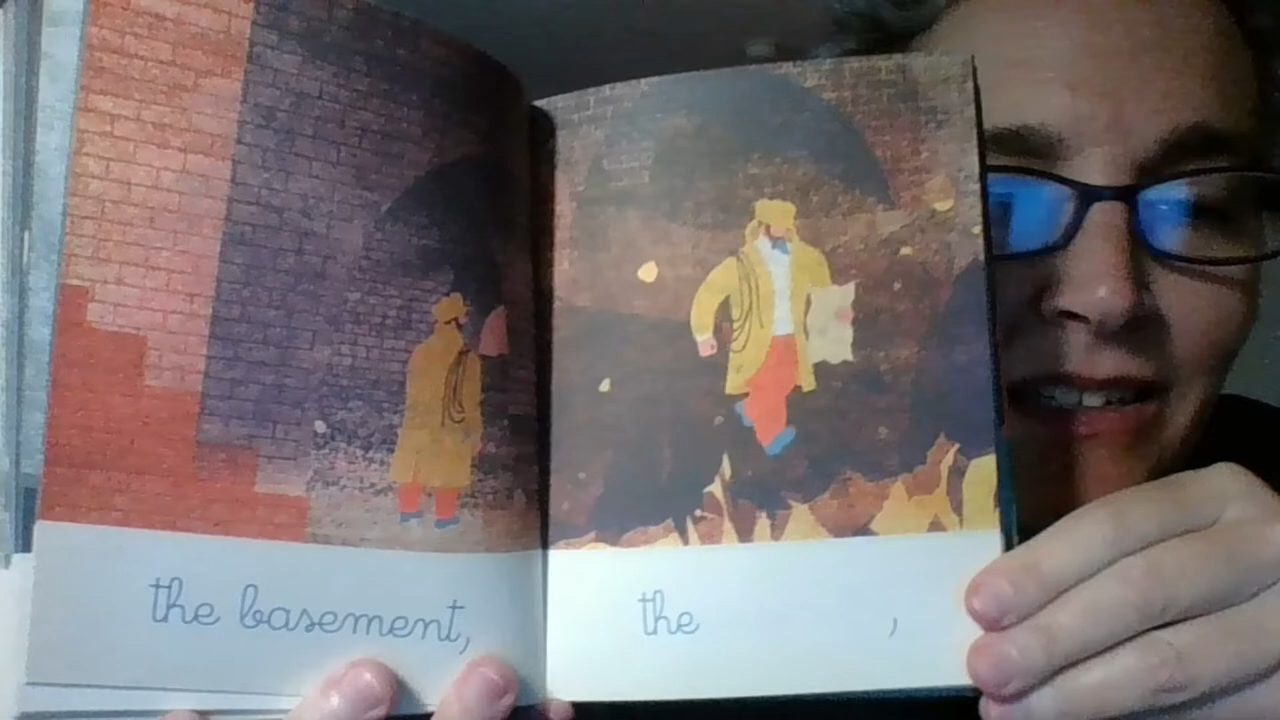 the basement,
the ,